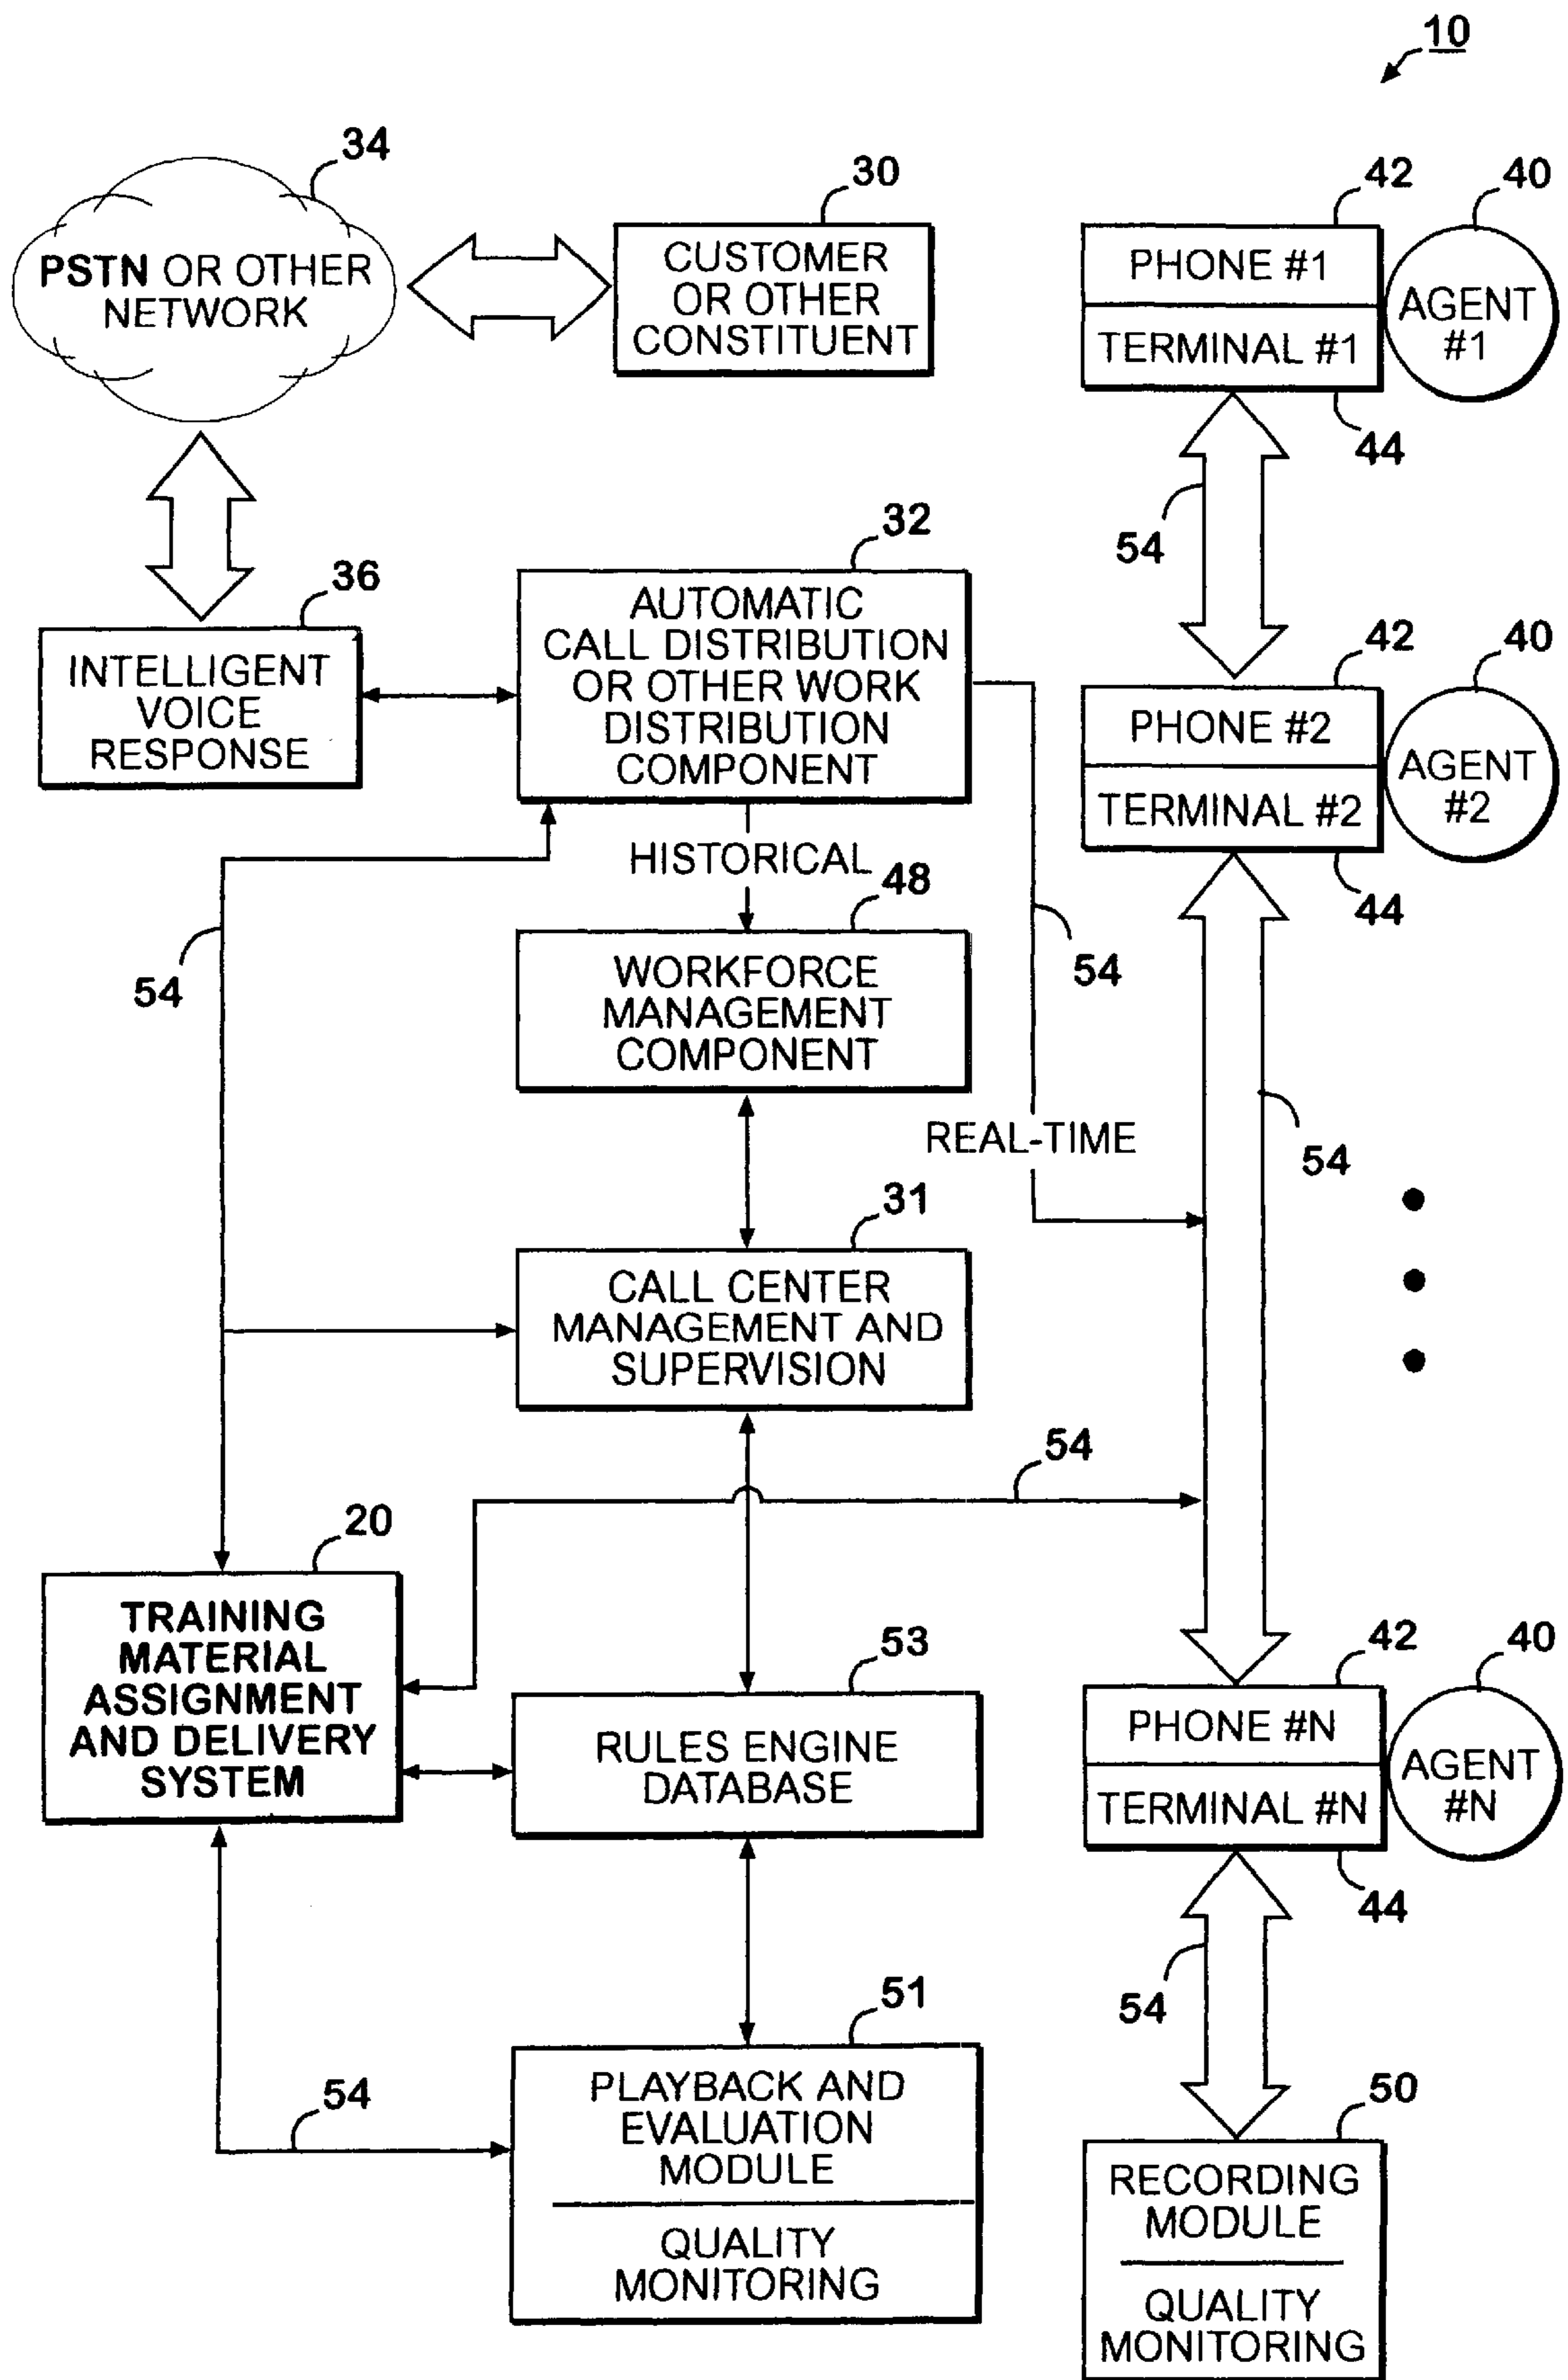 10
34
PSTN OR OTHER
NETWORK
30
CUSTOMER
OR OTHER
CONSTITUENT
42
40
PHONE #1
TERMINAL #1
AGENT
#1
44
54
36
INTELLIGENT
VOICE
RESPONSE
32
AUTOMATIC
CALL DISTRIBUTION
OR OTHER WORK
DISTRIBUTION
COMPONENT
42
40
PHONE #2
TERMINAL #2
AGENT
#2
44
HISTORICAL
48
54
54
WORKFORCE
MANAGEMENT
COMPONENT
REAL-TIME
54
31
CALL CENTER
MANAGEMENT AND
SUPERVISION
54
20
TRAINING
MATERIAL
ASSIGNMENT
AND DELIVERY
SYSTEM
53
RULES ENGINE
DATABASE
42
40
PHONE #N
TERMINAL #N
AGENT
#N
44
54
51
PLAYBACK AND
EVALUATION
MODULE
QUALITY
MONITORING
54
50
RECORDING
MODULE
QUALITY
MONITORING